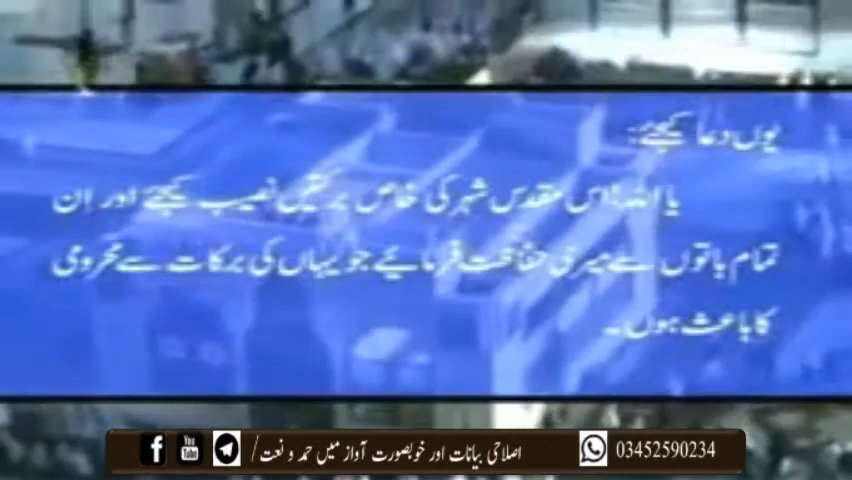 یوں دعا کیجئے:
یا اللہ! اس مقدس شہر کی خاص برکتیں نصیب کیجئے اور ان
تمام باتوں سے میری حفاظت فرمائیے جو یہاں کی برکات سے محرومی
کا باعث ہوں۔
اصلاحی بیانات اور خوبصورت آواز میں حمد و نعت/
03452590234